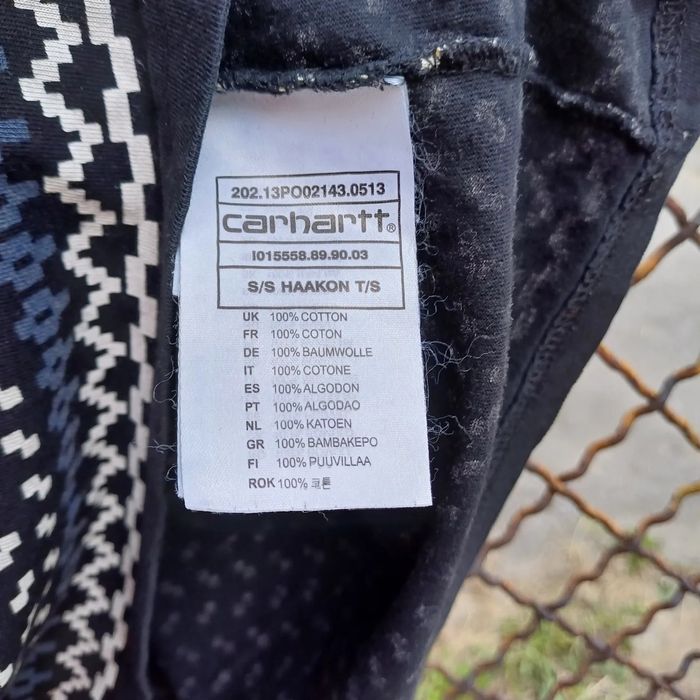 202.13PO02143.0513
carhartt®
I015558.89.90.03
S/S HAAKON T/S
UK 100% COTTON
FR 100% COTON
DE 100% BAUMWOLLE
IT 100% COTONE
ES 100% ALGODON
PT 100% ALGODAO
NL 100% KATOEN
GR 100% BAMBAKEPO
FI 100% PUUVILLAA
ROK 100% 코튼